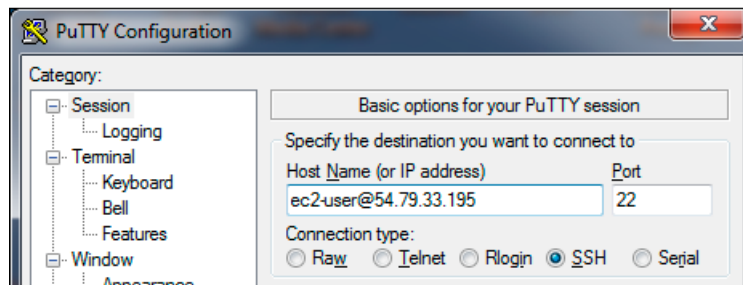 PuTTY Configuration
Category:
Session
Logging
Terminal
Keyboard
Bell
Features
Window
Appearance
Basic options for your PuTTY session
Specify the destination you want to connect to
Host Name (or IP address) Port
ec2-user@54.79.33.195 22
Connection type:
Raw Telnet Rlogin SSH Serial